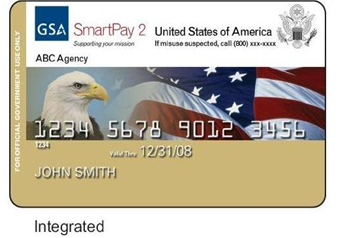 GSA SmartPay 2 United States of America
Supporting your mission If misuse suspected, call (800) xxx-xxxx
ABC Agency
FOR OFFICIAL GOVERNMENT USE ONLY
1234 5678 9012 3456
1234
Valid Thru 12/31/08
JOHN SMITH
Integrated